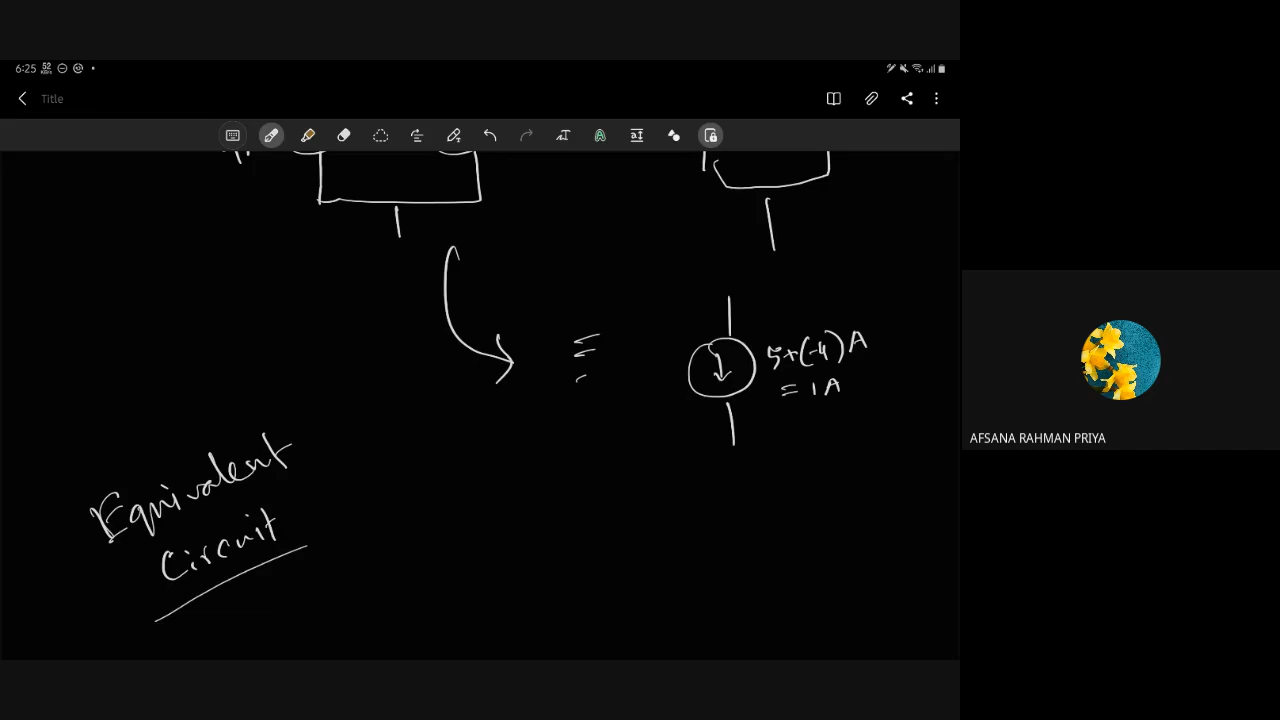 6:25
Title
5+(-4)A
= 1A
Equivalent
Circuit
AFSANA RAHMAN PRIYA